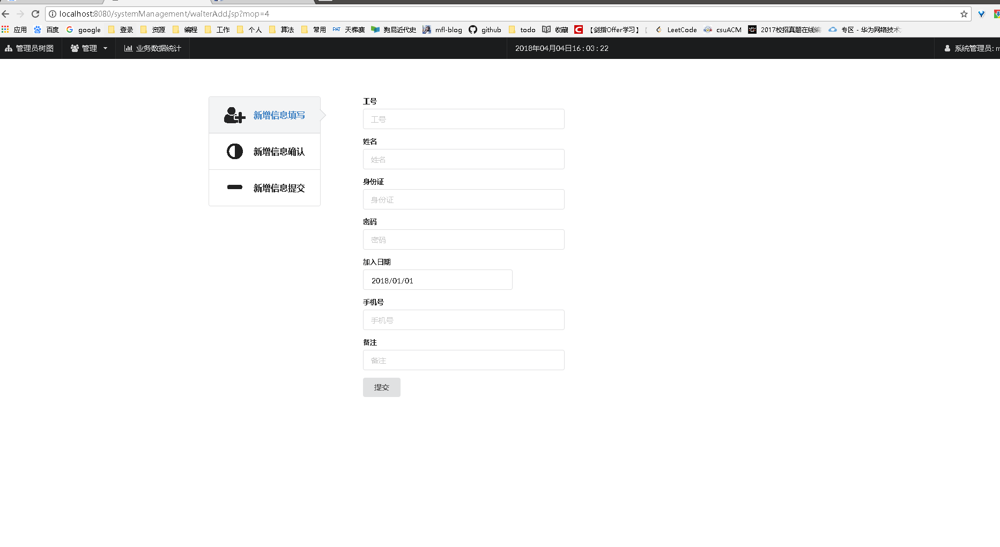 localhost:8080/systemManagement/waiterAdd.jsp?mop=4
应用 百度 google 登录 资源 编程 工作 个人 算法 常用 PAT 天梯赛 狗屁近代史 mfl-blog github todo 收藏 【剑指Offer学习】 LeetCode csuACM 2017校招真题在线编 专区 - 华为网络技术
管理员树图 管理 业务数据统计 2018年04月04日16 : 03 : 22 系统管理员: m
新增信息填写
新增信息确认
新增信息提交
工号
工号
姓名
姓名
身份证
身份证
密码
密码
加入日期
2018/01/01
手机号
手机号
备注
备注
提交